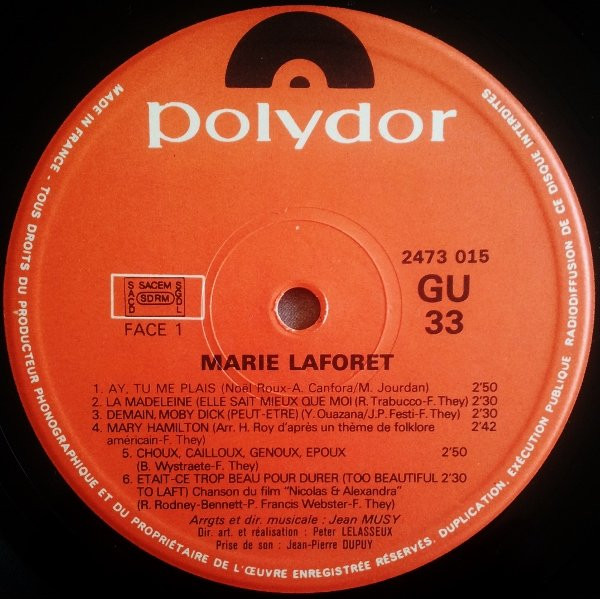 polydor
MADE IN FRANCE - TOUS DROITS DU PRODUCTEUR PHONOGRAPHIQUE ET DU PROPRIÉTAIRE DE L'ŒUVRE ENREGISTRÉE RÉSERVÉS. DUPLICATION, EXÉCUTION PUBLIQUE RADIODIFFUSION DE CE DISQUE INTERDITES
2473 015
GU
33
SACD SACEM SDRM SGDL
FACE 1
MARIE LAFORET
1. AY, TU ME PLAIS (Noël Roux-A. Canfora/M. Jourdan) 2'50
2. LA MADELEINE (ELLE SAIT MIEUX QUE MOI (R. Trabucco-F. They) 2'30
3. DEMAIN, MOBY DICK (PEUT-ETRE) (Y. Ouazana/J.P. Festi-F. They) 2'30
4. MARY HAMILTON (Arr. H. Roy d'après un thème de folklore 2'42
américain-F. They)
5. CHOUX, CAILLOUX, GENOUX, EPOUX 2'50
(B. Wystraete-F. They)
6. ETAIT-CE TROP BEAU POUR DURER (TOO BEAUTIFUL 2'30
TO LAFT) Chanson du film "Nicolas & Alexandra"
(R. Rodney-Bennett-P. Francis Webster-F. They)
Arrgts et dir. musicale : Jean MUSY
Dir. art. et réalisation : Peter LELASSEUX
Prise de son : Jean-Pierre DUPUY